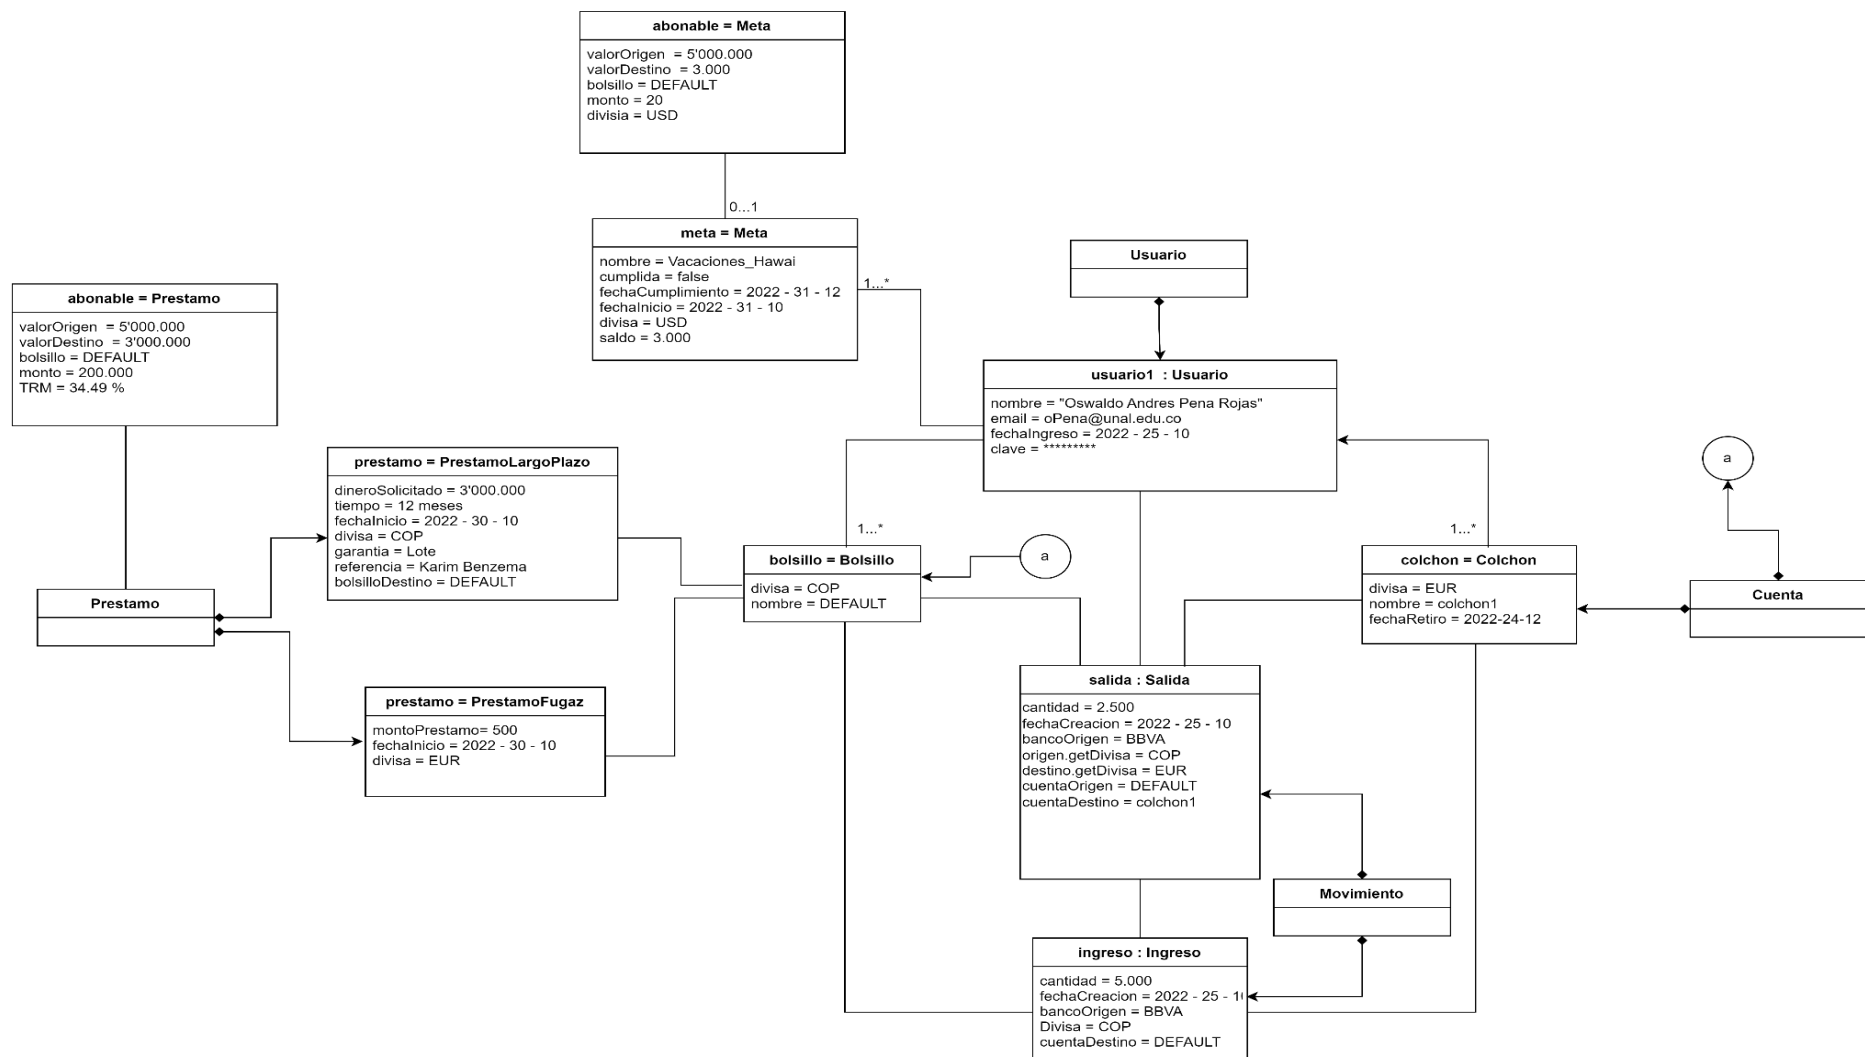 abonable = Meta
valorOrigen  = 5'000.000
valorDestino  = 3.000
bolsillo = DEFAULT
monto = 20
divisia = USD
0...1
meta = Meta
nombre = Vacaciones_Hawai
cumplida = false
fechaCumplimiento = 2022 - 31 - 12
fechaInicio = 2022 - 31 - 10
divisa = USD
saldo = 3.000
1...*
Usuario
abonable = Prestamo
valorOrigen  = 5'000.000
valorDestino  = 3'000.000
bolsillo = DEFAULT
monto = 200.000
TRM = 34.49 %
usuario1  : Usuario
nombre = "Oswaldo Andres Pena Rojas"
email = oPena@unal.edu.co
fechaIngreso = 2022 - 25 - 10
clave = *********
a
prestamo = PrestamoLargoPlazo
dineroSolicitado = 3'000.000
tiempo = 12 meses
fechaInicio = 2022 - 30 - 10
divisa = COP
garantia = Lote
referencia = Karim Benzema
bolsilloDestino = DEFAULT
1...*
1...*
bolsillo = Bolsillo
divisa = COP
nombre = DEFAULT
a
colchon = Colchon
divisa = EUR
nombre = colchon1
fechaRetiro = 2022-24-12
Cuenta
Prestamo
prestamo = PrestamoFugaz
montoPrestamo= 500
fechaInicio = 2022 - 30 - 10
divisa = EUR
salida : Salida
cantidad = 2.500
fechaCreacion = 2022 - 25 - 10
bancoOrigen = BBVA
origen.getDivisa = COP
destino.getDivisa = EUR
cuentaOrigen = DEFAULT
cuentaDestino = colchon1
Movimiento
ingreso : Ingreso
cantidad = 5.000
fechaCreacion = 2022 - 25 - 1
bancoOrigen = BBVA
Divisa = COP
cuentaDestino = DEFAULT